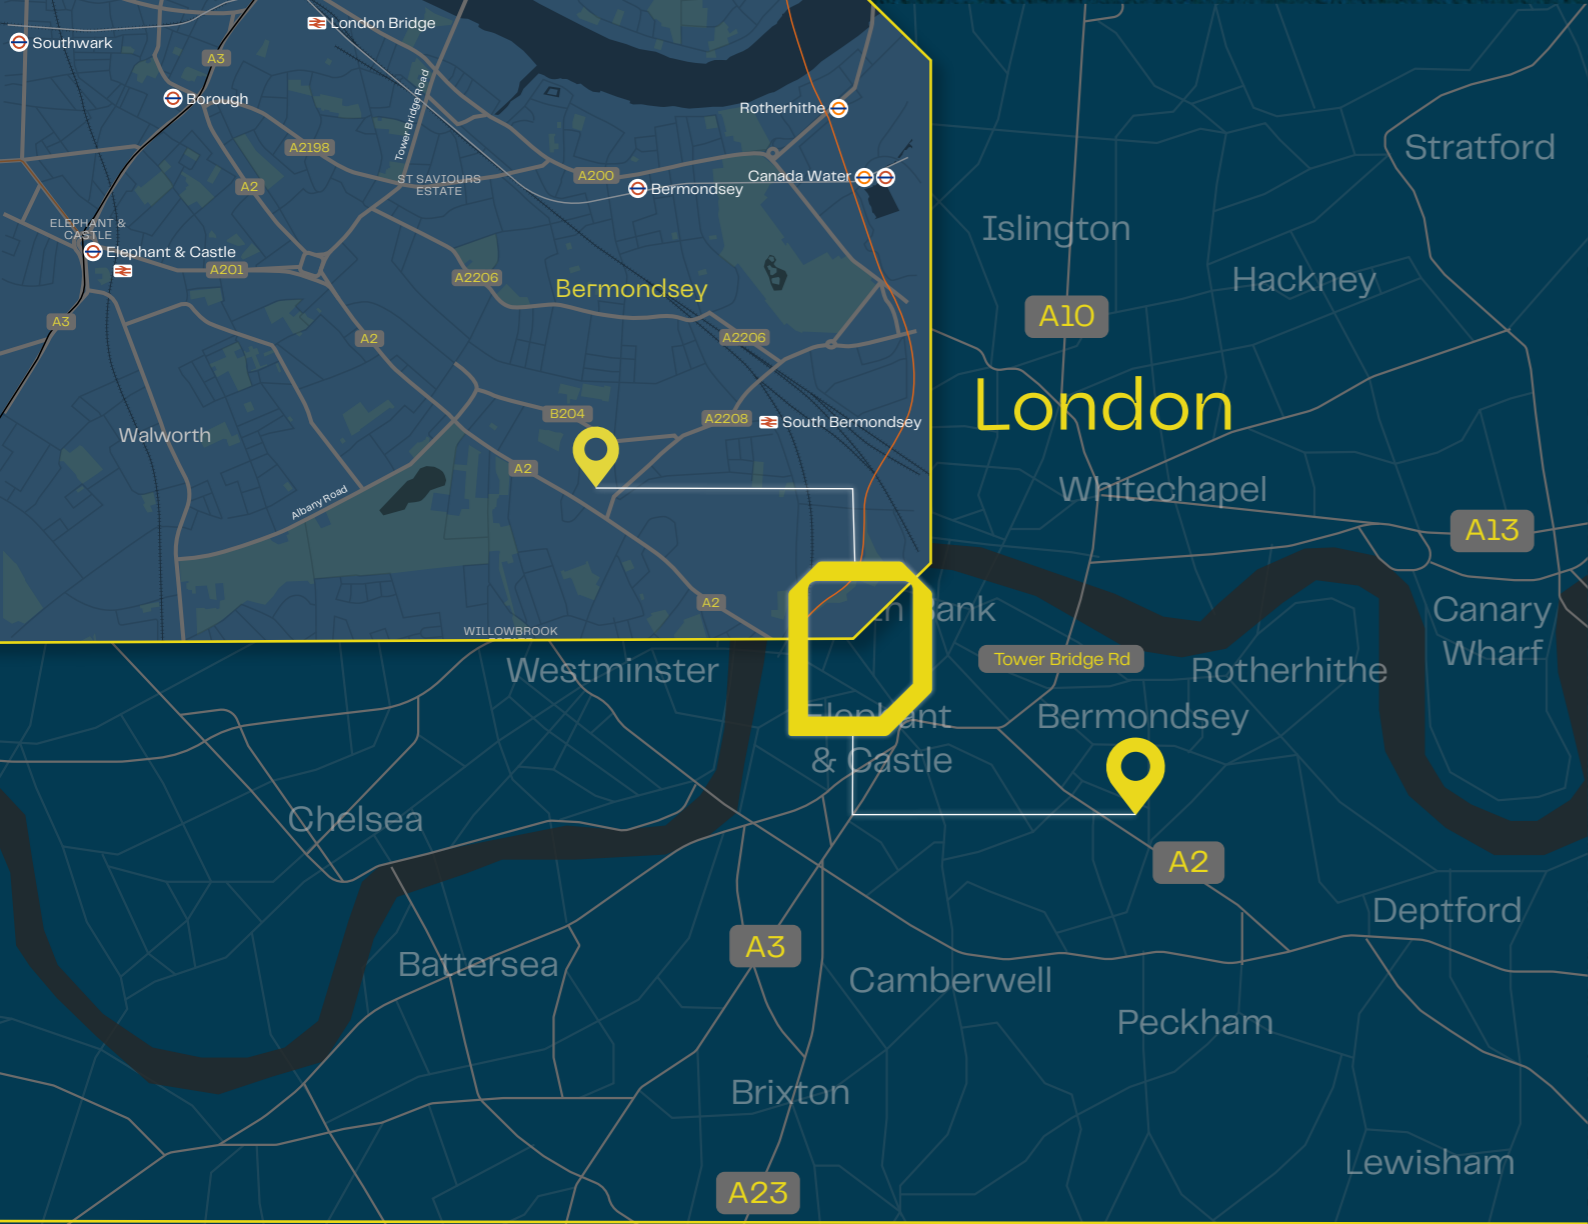 London Bridge
Southwark
A3
Borough
Tower Bridge Road
Rotherhithe
A2198
A2
ST SAVIOURS
ESTATE
A200
Bermondsey
Canada Water
ELEPHANT &
CASTLE
Elephant & Castle
A201
A2206
Bermondsey
A3
A2
A2206
B204
A2208
South Bermondsey
Walworth
A2
Albany Road
A2
WILLOWBROOK
Stratford
Islington
Hackney
A10
London
Whitechapel
A13
Bank
Canary
Wharf
Westminster
Tower Bridge Rd
Rotherhithe
Elephant
& Castle
Bermondsey
Chelsea
A2
Deptford
A3
Battersea
Camberwell
Peckham
Brixton
Lewisham
A23